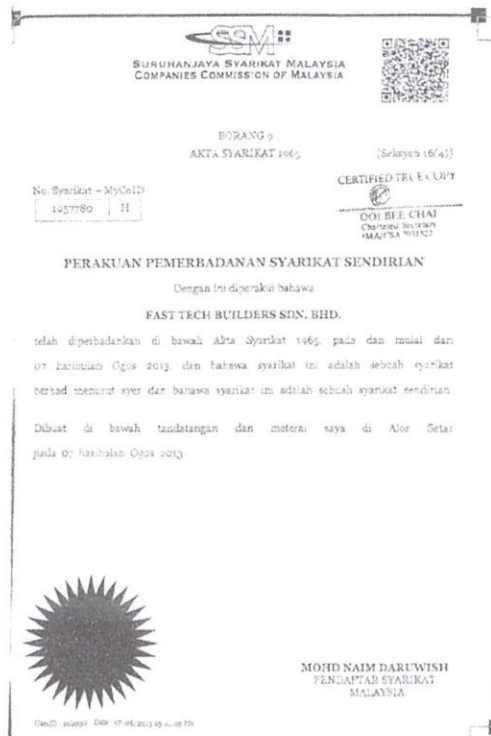 SSM
SURUHANJAYA SYARIKAT MALAYSIA
COMPANIES COMMISSION OF MALAYSIA
BORANG 9
AKTA SYARIKAT 1965
(Seksyen 16(4))
No. Syarikat – MyCoID
1057780 H
CERTIFIED TRUE COPY
OOI BEE CHAI
Chartered Secretary
PERAKUAN PEMERBADANAN SYARIKAT SENDIRIAN
Dengan ini diperakui bahawa
FAST TECH BUILDERS SDN. BHD.
telah diperbadankan di bawah Akta Syarikat 1965, pada dan mulai dari
07 haribulan Ogos 2013, dan bahawa syarikat ini adalah sebuah syarikat
berhad menurut syer dan bahawa syarikat ini adalah sebuah syarikat sendirian.
Dibuat di bawah tandatangan dan meterai saya di Alor Setar
pada 07 haribulan Ogos 2013.
MOHD NAIM DARUWISH
PENDAFTAR SYARIKAT
MALAYSIA